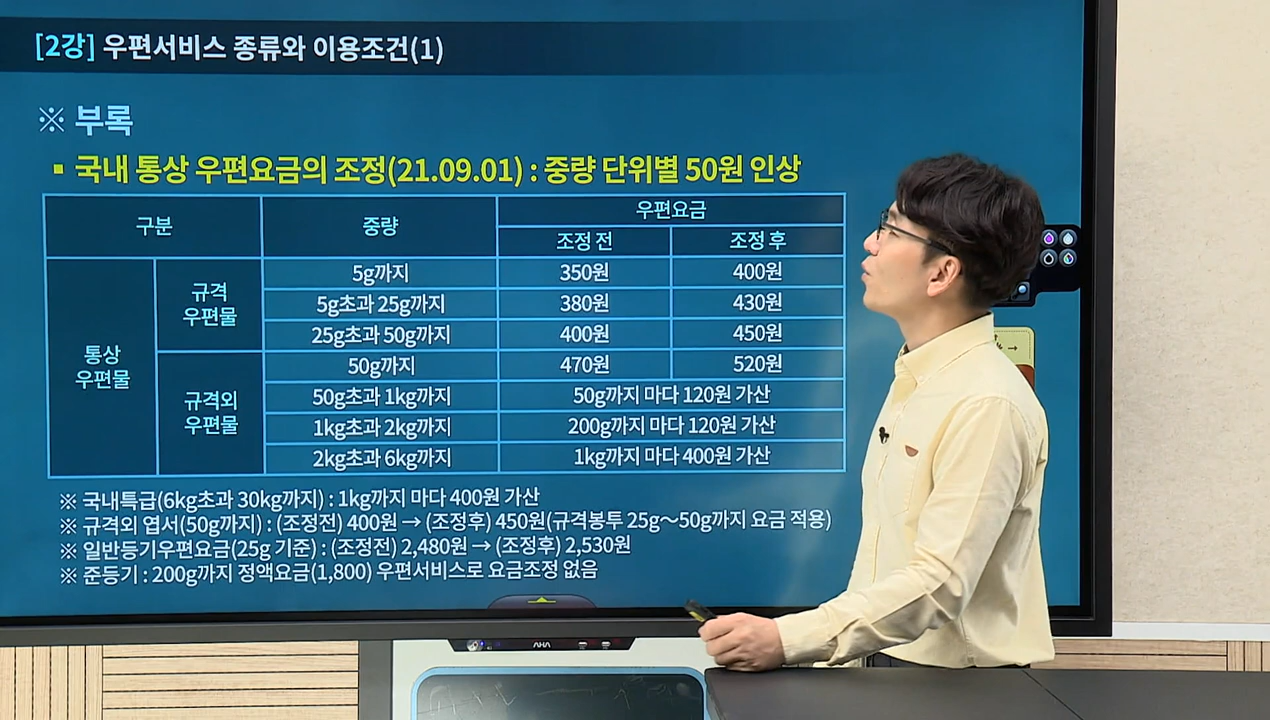 [2강] 우편서비스 종류와 이용조건(1)
※ 부록
▪ 국내 통상 우편요금의 조정(21.09.01) : 중량 단위별 50원 인상
구분 중량 우편요금
조정 전 조정 후
통상 우편물
규격 우편물
5g까지 350원 400원
5g초과 25g까지 380원 430원
25g초과 50g까지 400원 450원
규격외 우편물
50g까지 470원 520원
50g초과 1kg까지 50g까지 마다 120원 가산
1kg초과 2kg까지 200g까지 마다 120원 가산
2kg초과 6kg까지 1kg까지 마다 400원 가산
※ 국내특급(6kg초과 30kg까지) : 1kg까지 마다 400원 가산
※ 규격외 엽서(50g까지) : (조정전) 400원 → (조정후) 450원(규격봉투 25g~50g까지 요금 적용)
※ 일반등기우편요금(25g 기준) : (조정전) 2,480원 → (조정후) 2,530원
※ 준등기 : 200g까지 정액요금(1,800) 우편서비스로 요금조정 없음
AHA